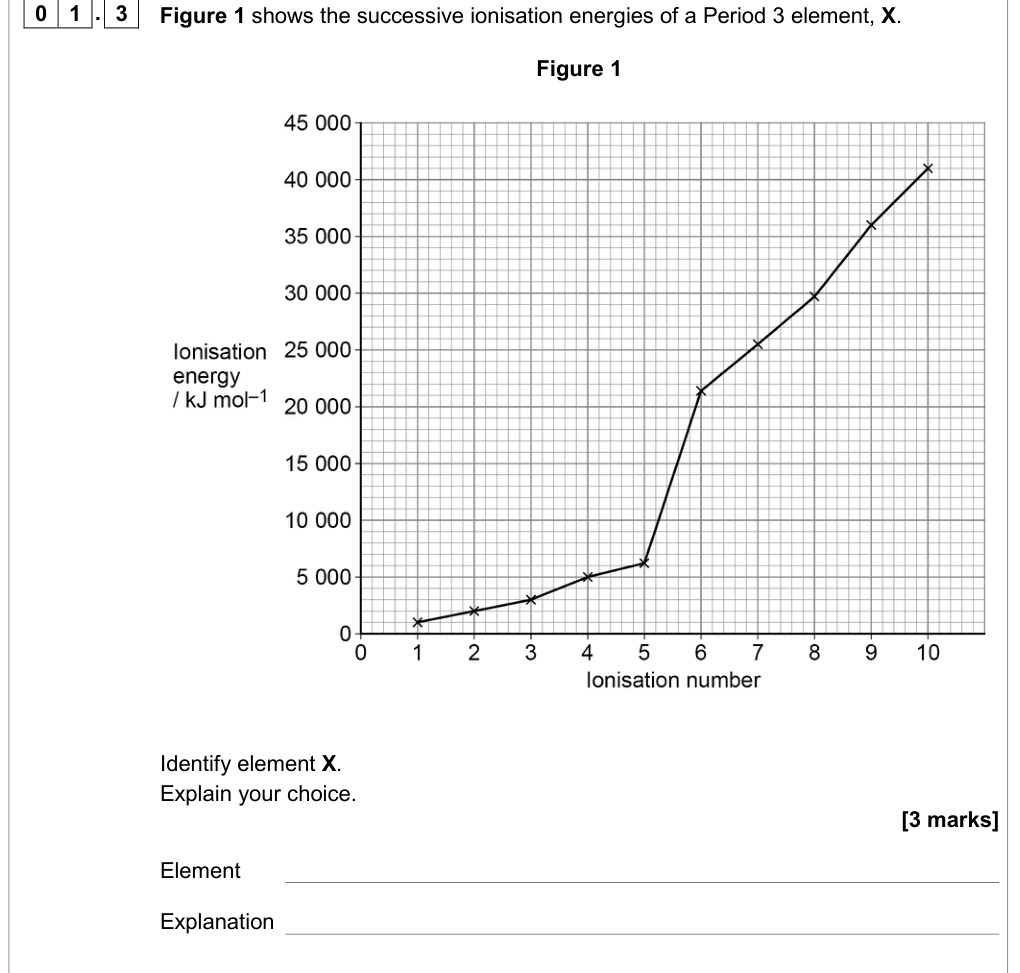 0 1 . 3 Figure 1 shows the successive ionisation energies of a Period 3 element, X.
Figure 1
45 000
40 000
35 000
30 000
25 000
20 000
15 000
10 000
5 000
0
Ionisation
energy
/ kJ mol–1
0 1 2 3 4 5 6 7 8 9 10
Ionisation number
Identify element X.
Explain your choice.
[3 marks]
Element
Explanation